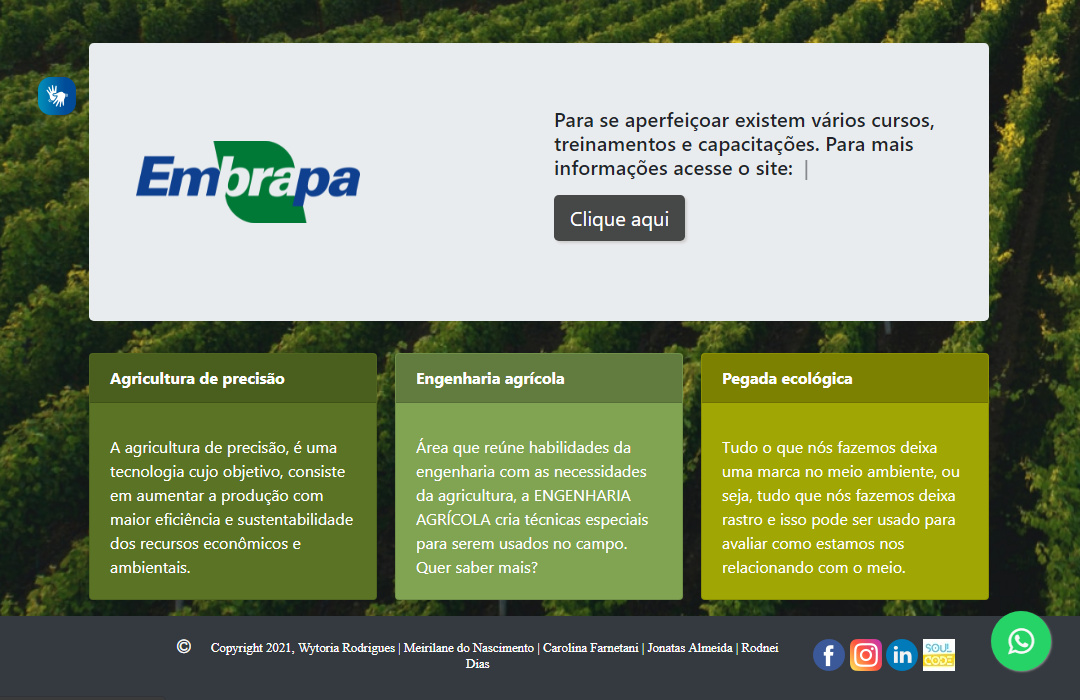 Embrapa
Para se aperfeiçoar existem vários cursos,
treinamentos e capacitações. Para mais
informações acesse o site: |
Clique aqui
Agricultura de precisão
A agricultura de precisão, é uma
tecnologia cujo objetivo, consiste
em aumentar a produção com
maior eficiência e sustentabilidade
dos recursos econômicos e
ambientais.
Engenharia agrícola
Área que reúne habilidades da
engenharia com as necessidades
da agricultura, a ENGENHARIA
AGRÍCOLA cria técnicas especiais
para serem usados no campo.
Quer saber mais?
Pegada ecológica
Tudo o que nós fazemos deixa
uma marca no meio ambiente, ou
seja, tudo que nós fazemos deixa
rastro e isso pode ser usado para
avaliar como estamos nos
relacionando com o meio.
© Copyright 2021, Wytoria Rodrigues | Meirilane do Nascimento | Carolina Farnetani | Jonatas Almeida | Rodnei
Dias
f
in
SOUL
CODE